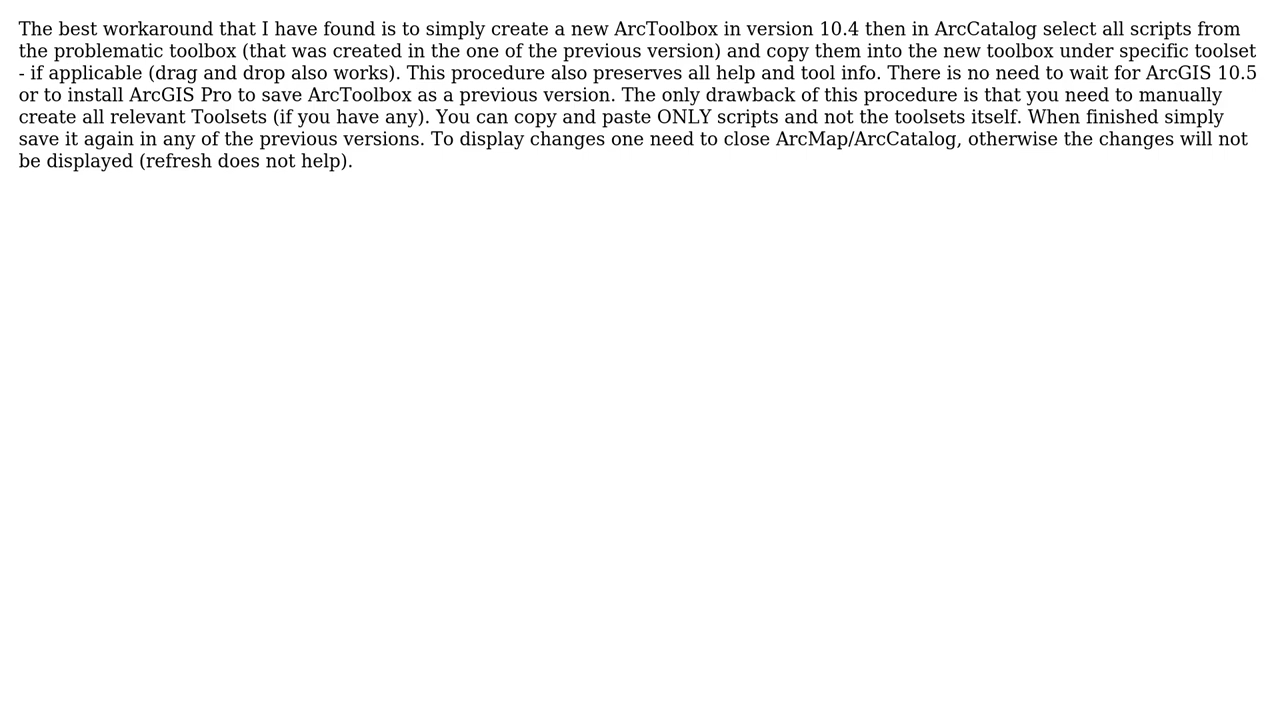 The best workaround that I have found is to simply create a new ArcToolbox in version 10.4 then in ArcCatalog select all scripts from
the problematic toolbox (that was created in the one of the previous version) and copy them into the new toolbox under specific toolset
- if applicable (drag and drop also works). This procedure also preserves all help and tool info. There is no need to wait for ArcGIS 10.5
or to install ArcGIS Pro to save ArcToolbox as a previous version. The only drawback of this procedure is that you need to manually
create all relevant Toolsets (if you have any). You can copy and paste ONLY scripts and not the toolsets itself. When finished simply
save it again in any of the previous versions. To display changes one need to close ArcMap/ArcCatalog, otherwise the changes will not
be displayed (refresh does not help).